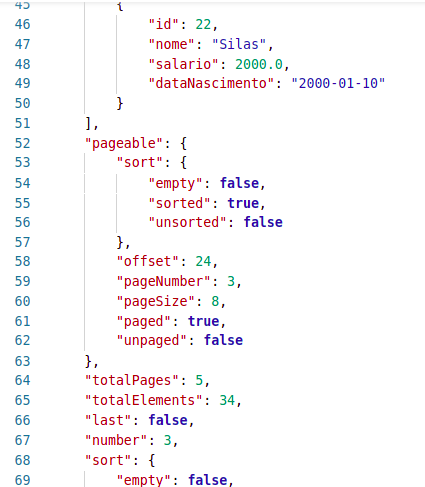 45 {
46 "id": 22,
47 "nome": "Silas",
48 "salario": 2000.0,
49 "dataNascimento": "2000-01-10"
50 }
51 ],
52 "pageable": {
53 "sort": {
54 "empty": false,
55 "sorted": true,
56 "unsorted": false
57 },
58 "offset": 24,
59 "pageNumber": 3,
60 "pageSize": 8,
61 "paged": true,
62 "unpaged": false
63 },
64 "totalPages": 5,
65 "totalElements": 34,
66 "last": false,
67 "number": 3,
68 "sort": {
69 "empty": false,